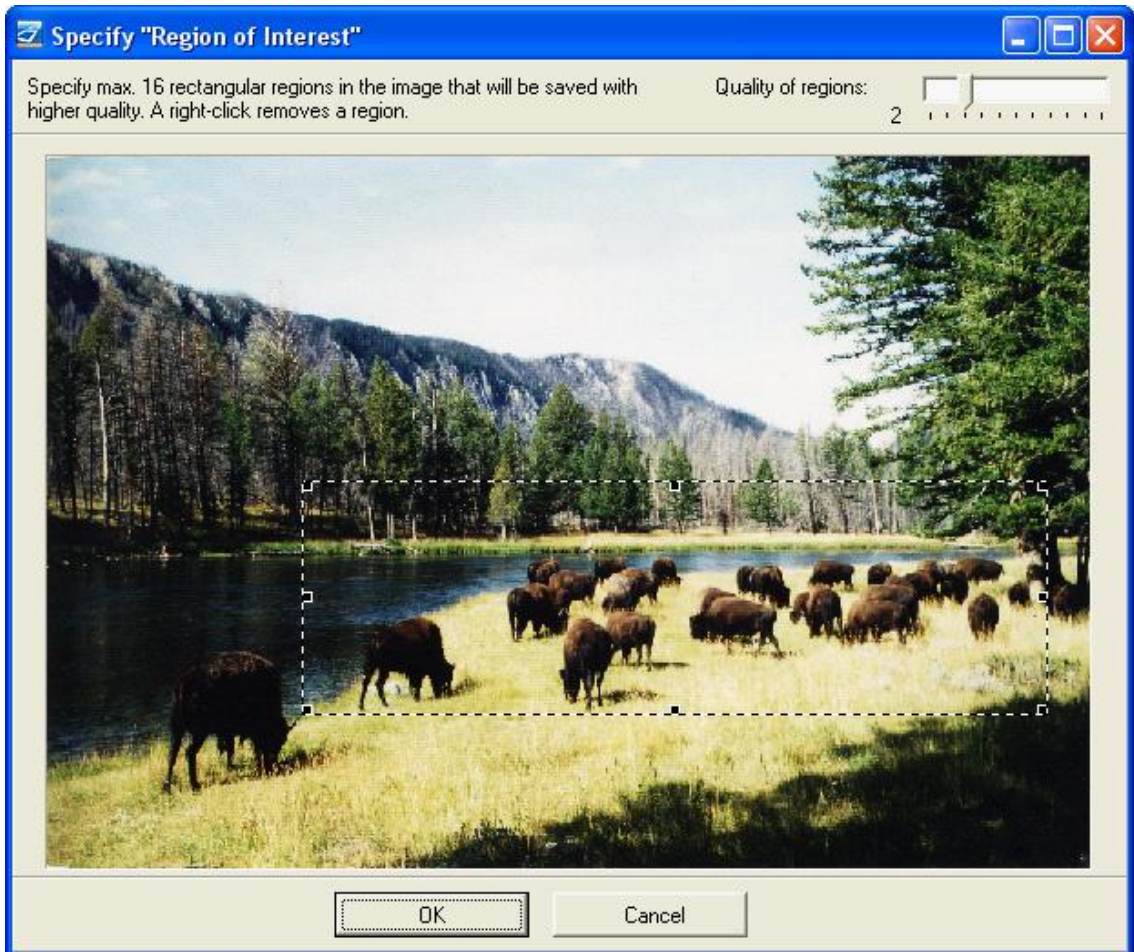 Specify "Region of Interest"
Specify max. 16 rectangular regions in the image that will be saved with
higher quality. A right-click removes a region.
Quality of regions:
2
OK
Cancel